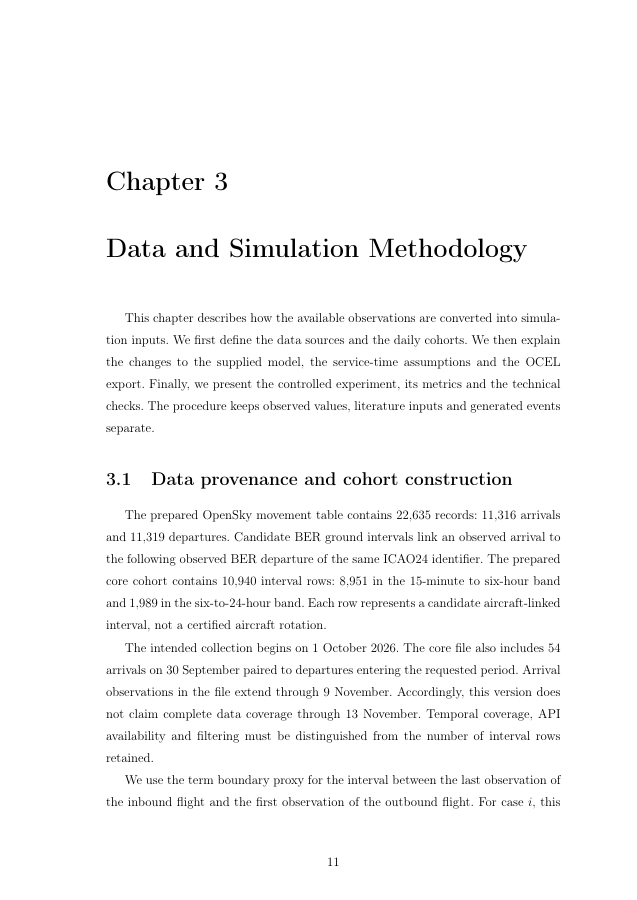 Chapter 3
Data and Simulation Methodology
This chapter describes how the available observations are converted into simula-
tion inputs. We first define the data sources and the daily cohorts. We then explain
the changes to the supplied model, the service-time assumptions and the OCEL
export. Finally, we present the controlled experiment, its metrics and the technical
checks. The procedure keeps observed values, literature inputs and generated events
separate.
3.1 Data provenance and cohort construction
The prepared OpenSky movement table contains 22,635 records: 11,316 arrivals
and 11,319 departures. Candidate BER ground intervals link an observed arrival to
the following observed BER departure of the same ICAO24 identifier. The prepared
core cohort contains 10,940 interval rows: 8,951 in the 15-minute to six-hour band
and 1,989 in the six-to-24-hour band. Each row represents a candidate aircraft-linked
interval, not a certified aircraft rotation.
The intended collection begins on 1 October 2026. The core file also includes 54
arrivals on 30 September paired to departures entering the requested period. Arrival
observations in the file extend through 9 November. Accordingly, this version does
not claim complete data coverage through 13 November. Temporal coverage, API
availability and filtering must be distinguished from the number of interval rows
retained.
We use the term boundary proxy for the interval between the last observation of
the inbound flight and the first observation of the outbound flight. For case i, this
11